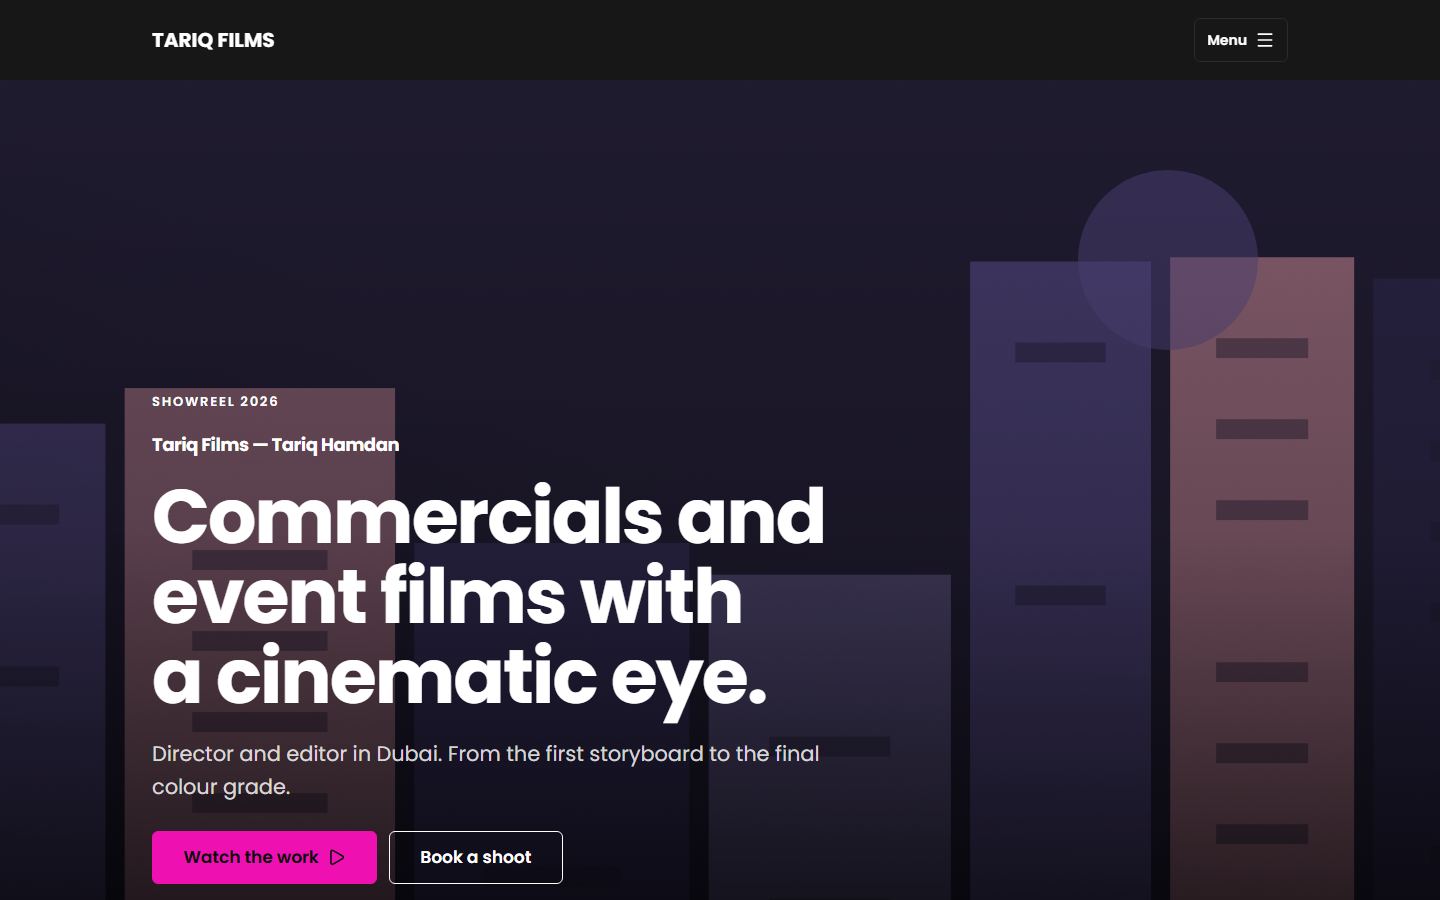 TARIQ FILMS
Menu
SHOWREEL 2026
Tariq Films — Tariq Hamdan
Commercials and
event films with
a cinematic eye.
Director and editor in Dubai. From the first storyboard to the final
colour grade.
Watch the work
Book a shoot